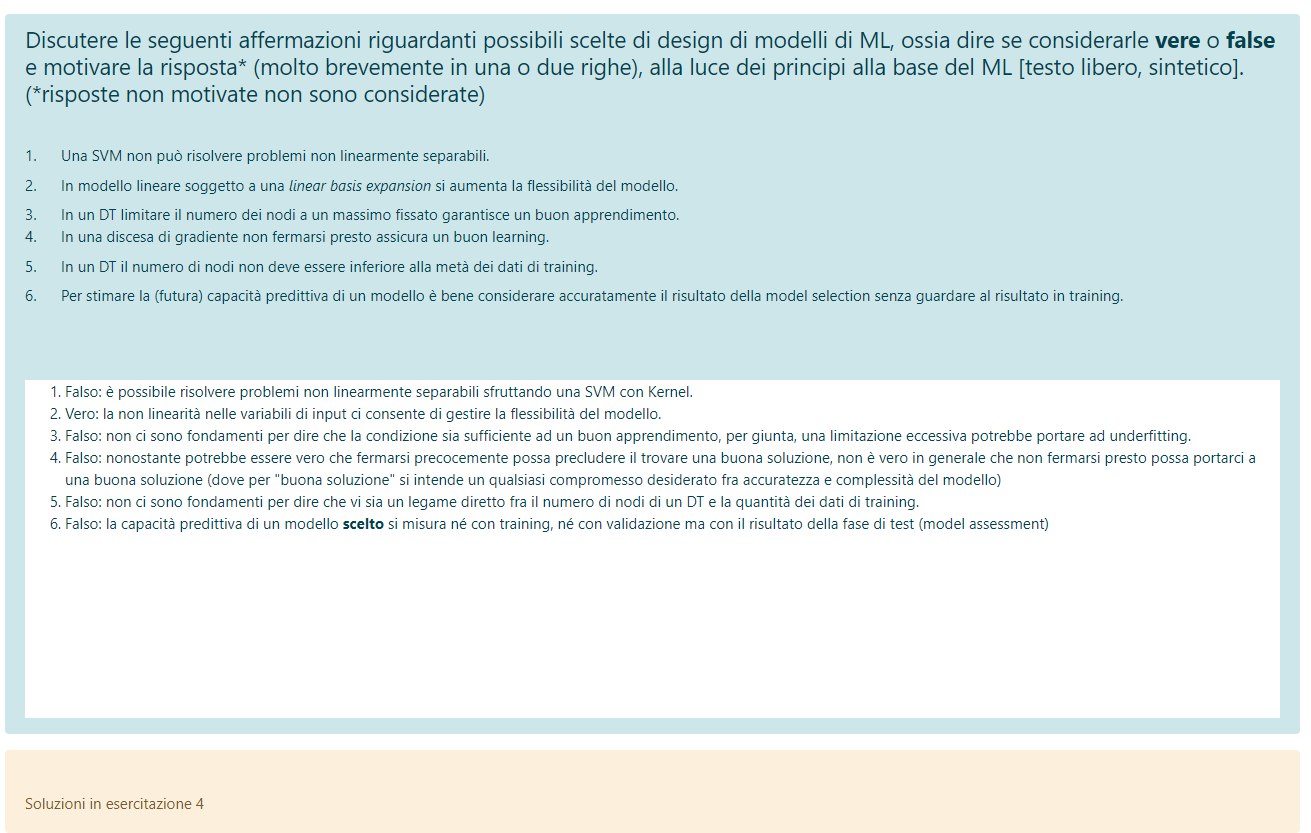 Discutere le seguenti affermazioni riguardanti possibili scelte di design di modelli di ML, ossia dire se considerarle vere o false
e motivare la risposta* (molto brevemente in una o due righe), alla luce dei principi alla base del ML [testo libero, sintetico].
(*risposte non motivate non sono considerate)
1. Una SVM non può risolvere problemi non linearmente separabili.
2. In modello lineare soggetto a una linear basis expansion si aumenta la flessibilità del modello.
3. In un DT limitare il numero dei nodi a un massimo fissato garantisce un buon apprendimento.
4. In una discesa di gradiente non fermarsi presto assicura un buon learning.
5. In un DT il numero di nodi non deve essere inferiore alla metà dei dati di training.
6. Per stimare la (futura) capacità predittiva di un modello è bene considerare accuratamente il risultato della model selection senza guardare al risultato in training.
1. Falso: è possibile risolvere problemi non linearmente separabili sfruttando una SVM con Kernel.
2. Vero: la non linearità nelle variabili di input ci consente di gestire la flessibilità del modello.
3. Falso: non ci sono fondamenti per dire che la condizione sia sufficiente ad un buon apprendimento, per giunta, una limitazione eccessiva potrebbe portare ad underfitting.
4. Falso: nonostante potrebbe essere vero che fermarsi precocemente possa precludere il trovare una buona soluzione, non è vero in generale che non fermarsi presto possa portarci a
una buona soluzione (dove per "buona soluzione" si intende un qualsiasi compromesso desiderato fra accuratezza e complessità del modello)
5. Falso: non ci sono fondamenti per dire che vi sia un legame diretto fra il numero di nodi di un DT e la quantità dei dati di training.
6. Falso: la capacità predittiva di un modello scelto si misura né con training, né con validazione ma con il risultato della fase di test (model assessment)
Soluzioni in esercitazione 4